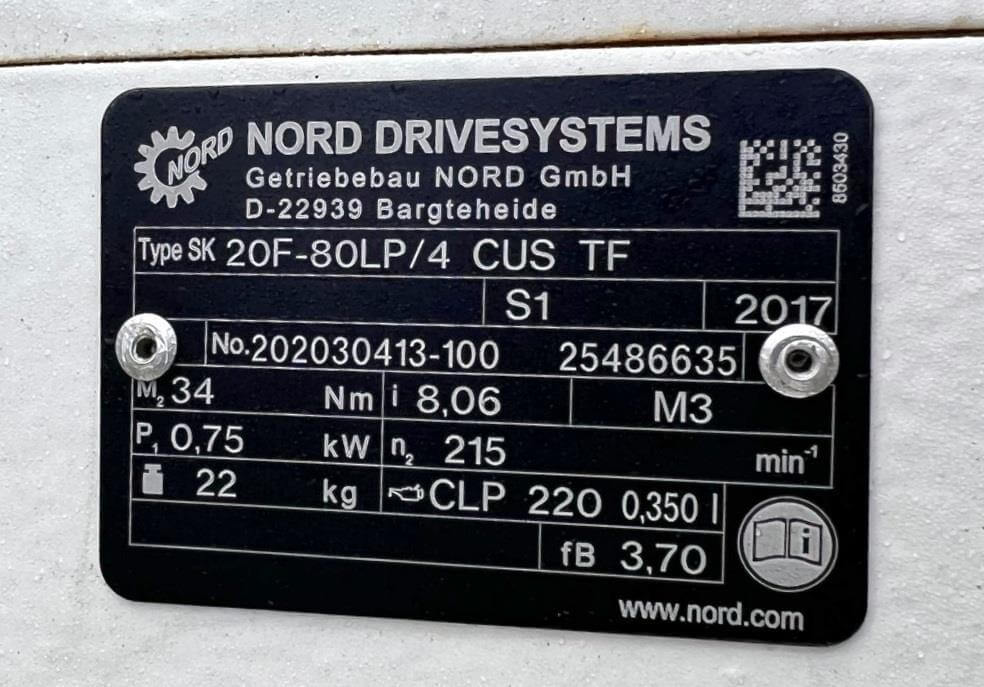 NORD
NORD DRIVESYSTEMS
Getriebebau NORD GmbH
D-22939 Bargteheide
8503430
Type SK 20F-80LP/4 CUS TF
S1 2017
No. 202030413-100 25486635
M2 34 Nm i 8,06 M3
P1 0,75 kW n2 215 min-1
22 kg CLP 220 0,350 l
fB 3,70
i
www.nord.com